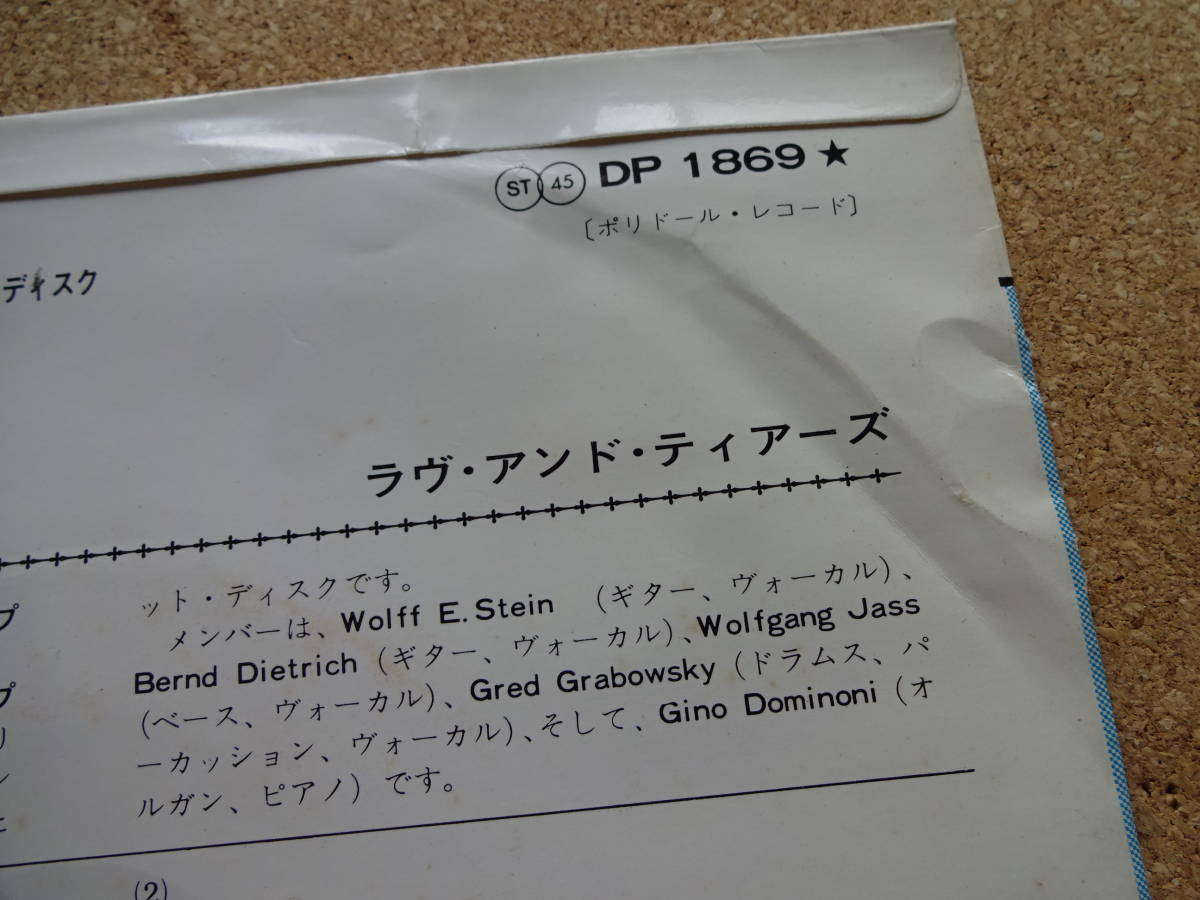 ST 45 DP 1869★
〔ポリドール・レコード〕
ディスク
ラヴ・アンド・ティアーズ
プ
プ
リ
ン
ット・ディスクです。
メンバーは、Wolff E. Stein （ギター、ヴォーカル）、
Bernd Dietrich（ギター、ヴォーカル）、Wolfgang Jass
（ベース、ヴォーカル）、Gred Grabowsky（ドラムス、パ
ーカッション、ヴォーカル）、そして、Gino Dominoni（オ
ルガン、ピアノ）です。
(2)